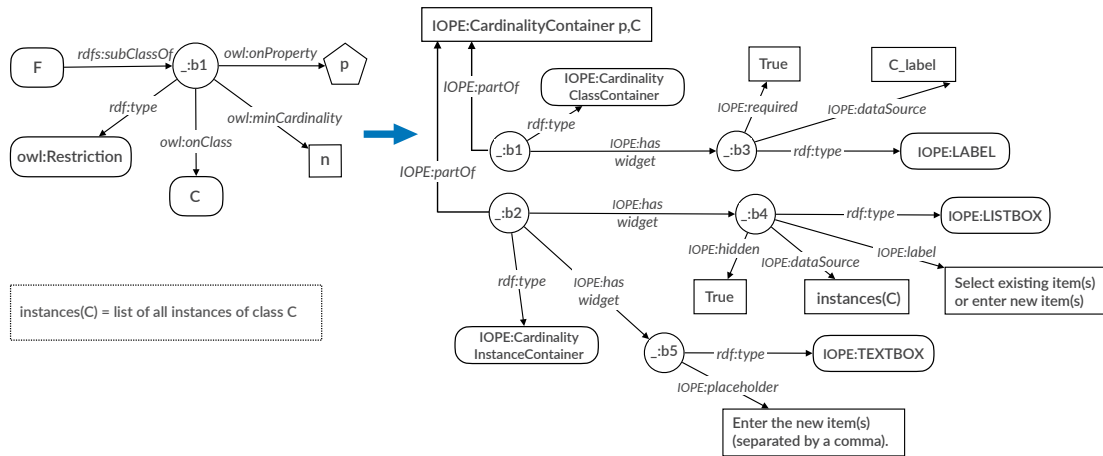 F
rdfs:subClassOf
_:b1
owl:onProperty
p
rdf:type
owl:minCardinality
owl:onClass
owl:Restriction
n
C
instances(C) = list of all instances of class C
IOPE:CardinalityContainer p,C
IOPE:partOf
IOPE:Cardinality
ClassContainer
rdf:type
True
C_label
IOPE:required
IOPE:dataSource
_:b1
IOPE:has
widget
_:b3
rdf:type
IOPE:LABEL
IOPE:partOf
_:b2
IOPE:has
widget
_:b4
rdf:type
IOPE:LISTBOX
IOPE:hidden
IOPE:dataSource
IOPE:label
True
instances(C)
Select existing item(s)
or enter new item(s)
rdf:type
IOPE:has
widget
IOPE:Cardinality
InstanceContainer
_:b5
rdf:type
IOPE:TEXTBOX
IOPE:placeholder
Enter the new item(s)
(separated by a comma).